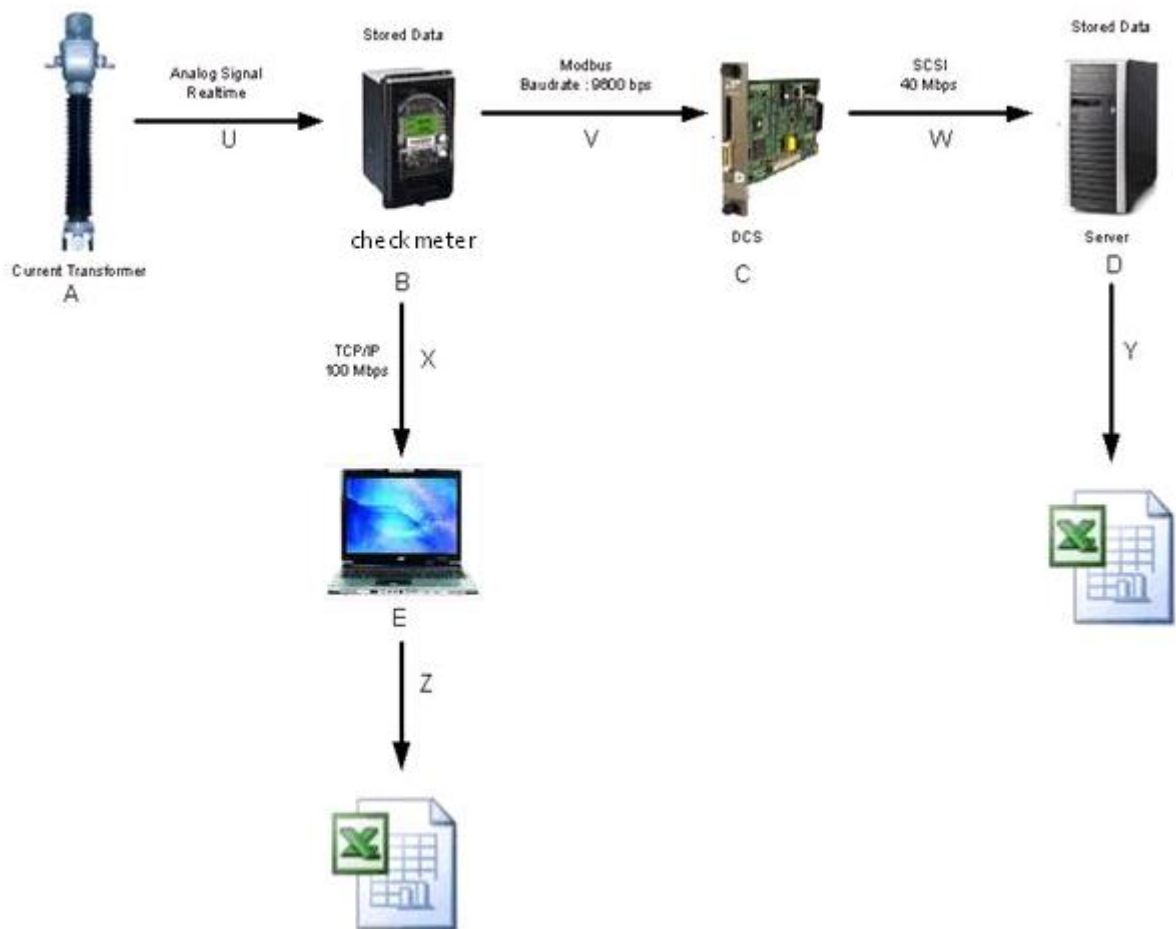 Stored Data
Stored Data
Analog Signal
Realtime
Modbus
Baudrate : 9600 bps
SCSI
40 Mbps
U
V
W
check meter
DCS
Server
Current Transformer
A
B
C
D
TCP/IP
100 Mbps
X
Y
E
Z